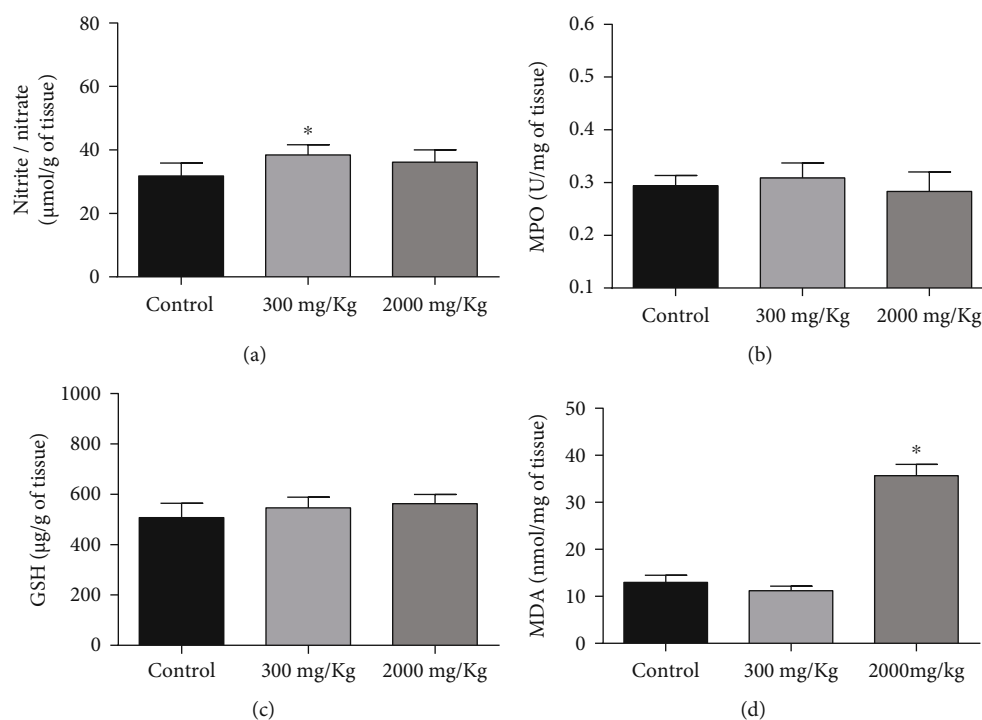 80
60
40
20
0
Nitrite / nitrate
(μmol/g of tissue)
*
Control
300 mg/Kg
2000 mg/Kg
(a)
0.6
0.5
0.4
0.3
0.2
0.1
MPO (U/mg of tissue)
Control
300 mg/Kg
2000 mg/Kg
(b)
1000
800
600
400
200
0
GSH (μg/g of tissue)
Control
300 mg/Kg
2000 mg/Kg
(c)
50
40
30
20
10
0
MDA (nmol/mg of tissue)
*
Control
300 mg/Kg
2000mg/kg
(d)